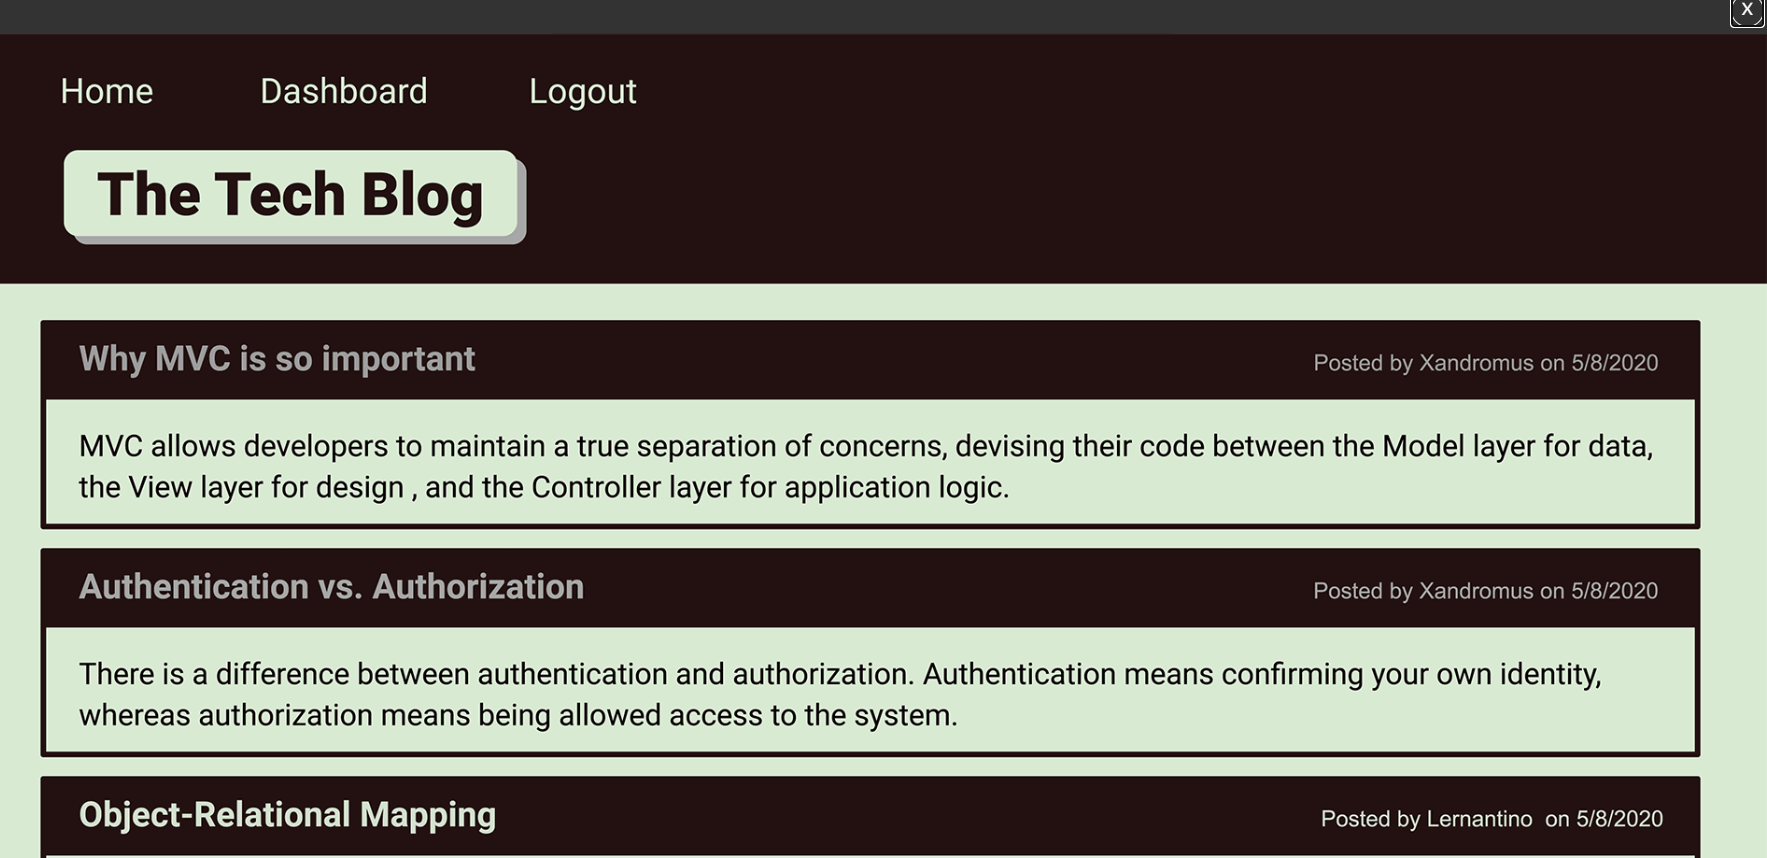 X
Home Dashboard Logout
The Tech Blog
Why MVC is so important
Posted by Xandromus on 5/8/2020
MVC allows developers to maintain a true separation of concerns, devising their code between the Model layer for data,
the View layer for design , and the Controller layer for application logic.
Authentication vs. Authorization
Posted by Xandromus on 5/8/2020
There is a difference between authentication and authorization. Authentication means confirming your own identity,
whereas authorization means being allowed access to the system.
Object-Relational Mapping
Posted by Lernantino  on 5/8/2020